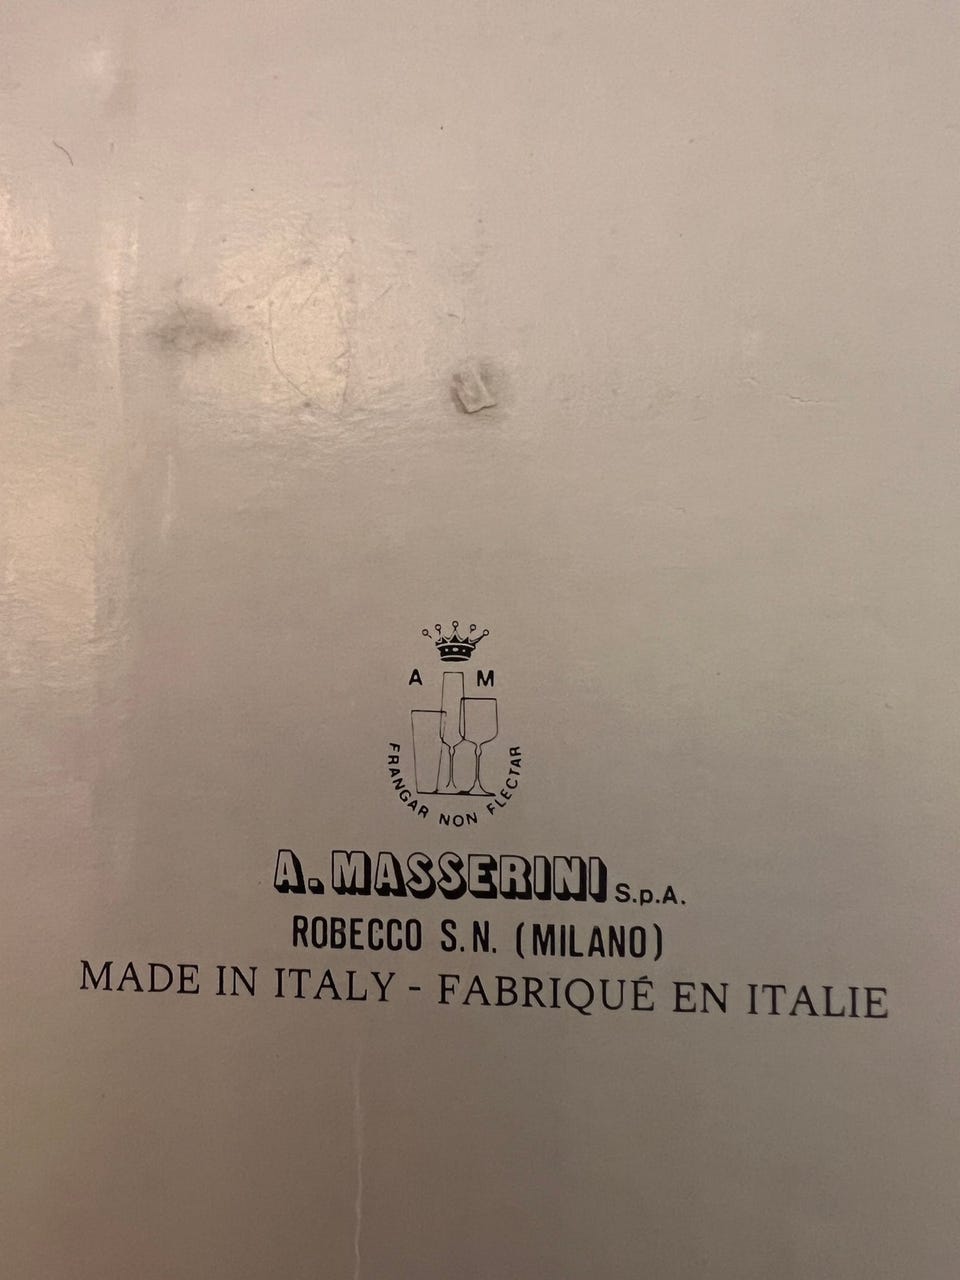 A M
FRANGAR NON FLECTAR
A. MASSERINI S.p.A.
ROBECCO S.N. (MILANO)
MADE IN ITALY - FABRIQUÉ EN ITALIE